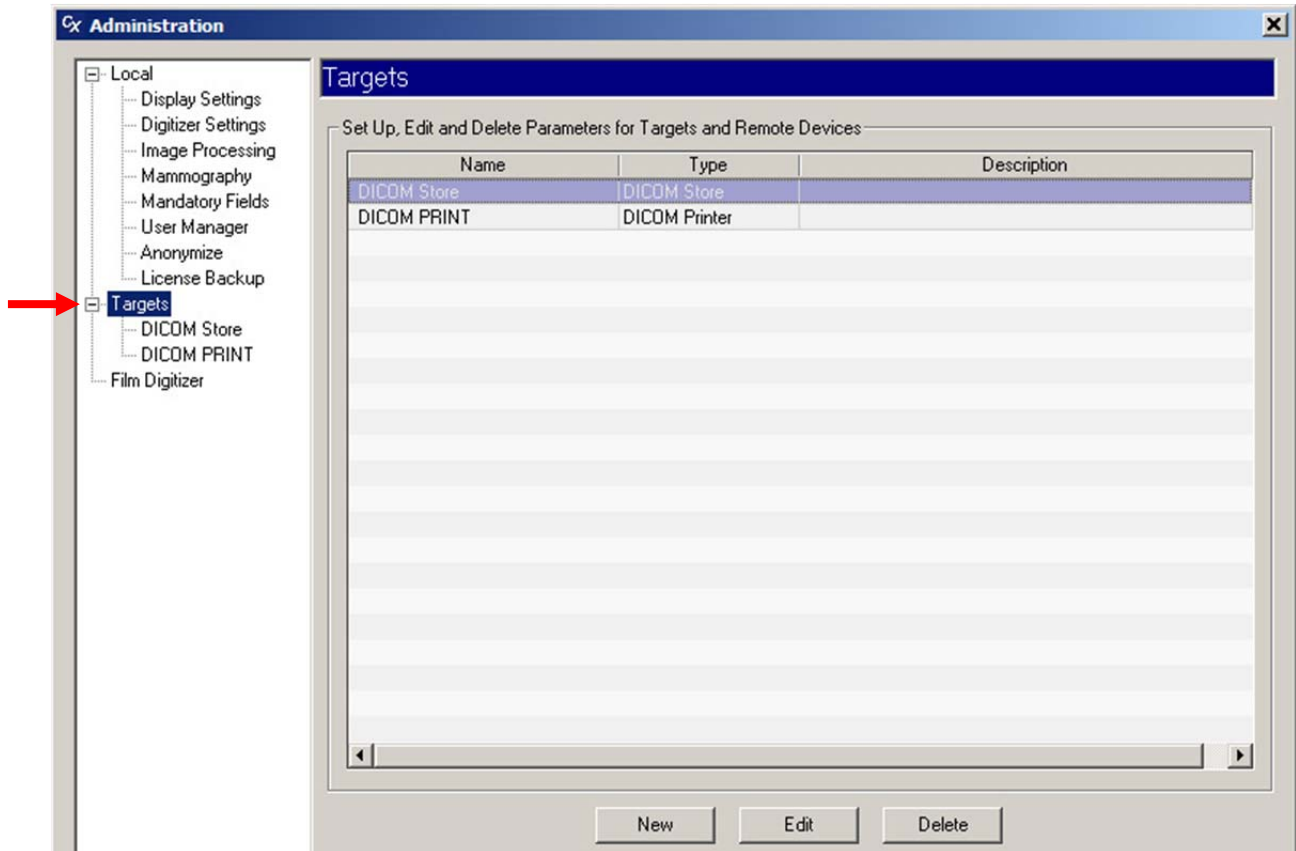 Cx Administration
Local
Display Settings
Digitizer Settings
Image Processing
Mammography
Mandatory Fields
User Manager
Anonymize
License Backup
Targets
DICOM Store
DICOM PRINT
Film Digitizer
Targets
Set Up, Edit and Delete Parameters for Targets and Remote Devices
Name Type Description
DICOM Store DICOM Store
DICOM PRINT DICOM Printer
New Edit Delete